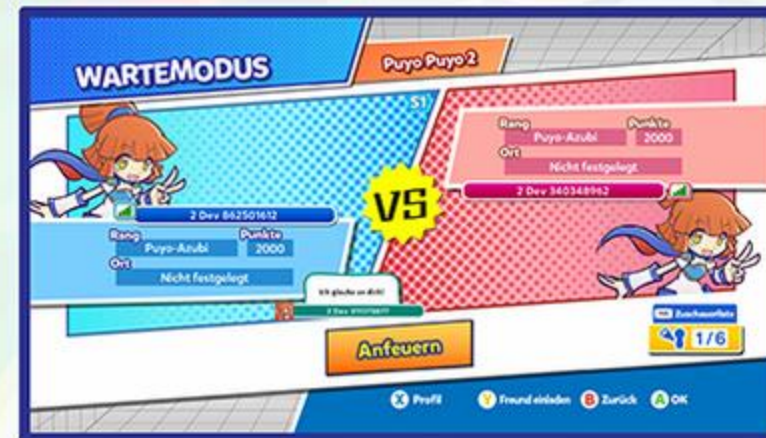 WARTEMODUS
Puyo Puyo 2
S1
Rang
Punkte
Puyo-Azubi
2000
Ort
Nicht festgelegt
2 Dev 340348962
VS
2 Dev 862501612
Rang
Punkte
Puyo-Azubi
2000
Ort
Nicht festgelegt
Ich glaube an dich!
2 Dev
Zuschauerliste
1/6
Anfeuern
X Profil
Y Freund einladen
B Zurück
A OK